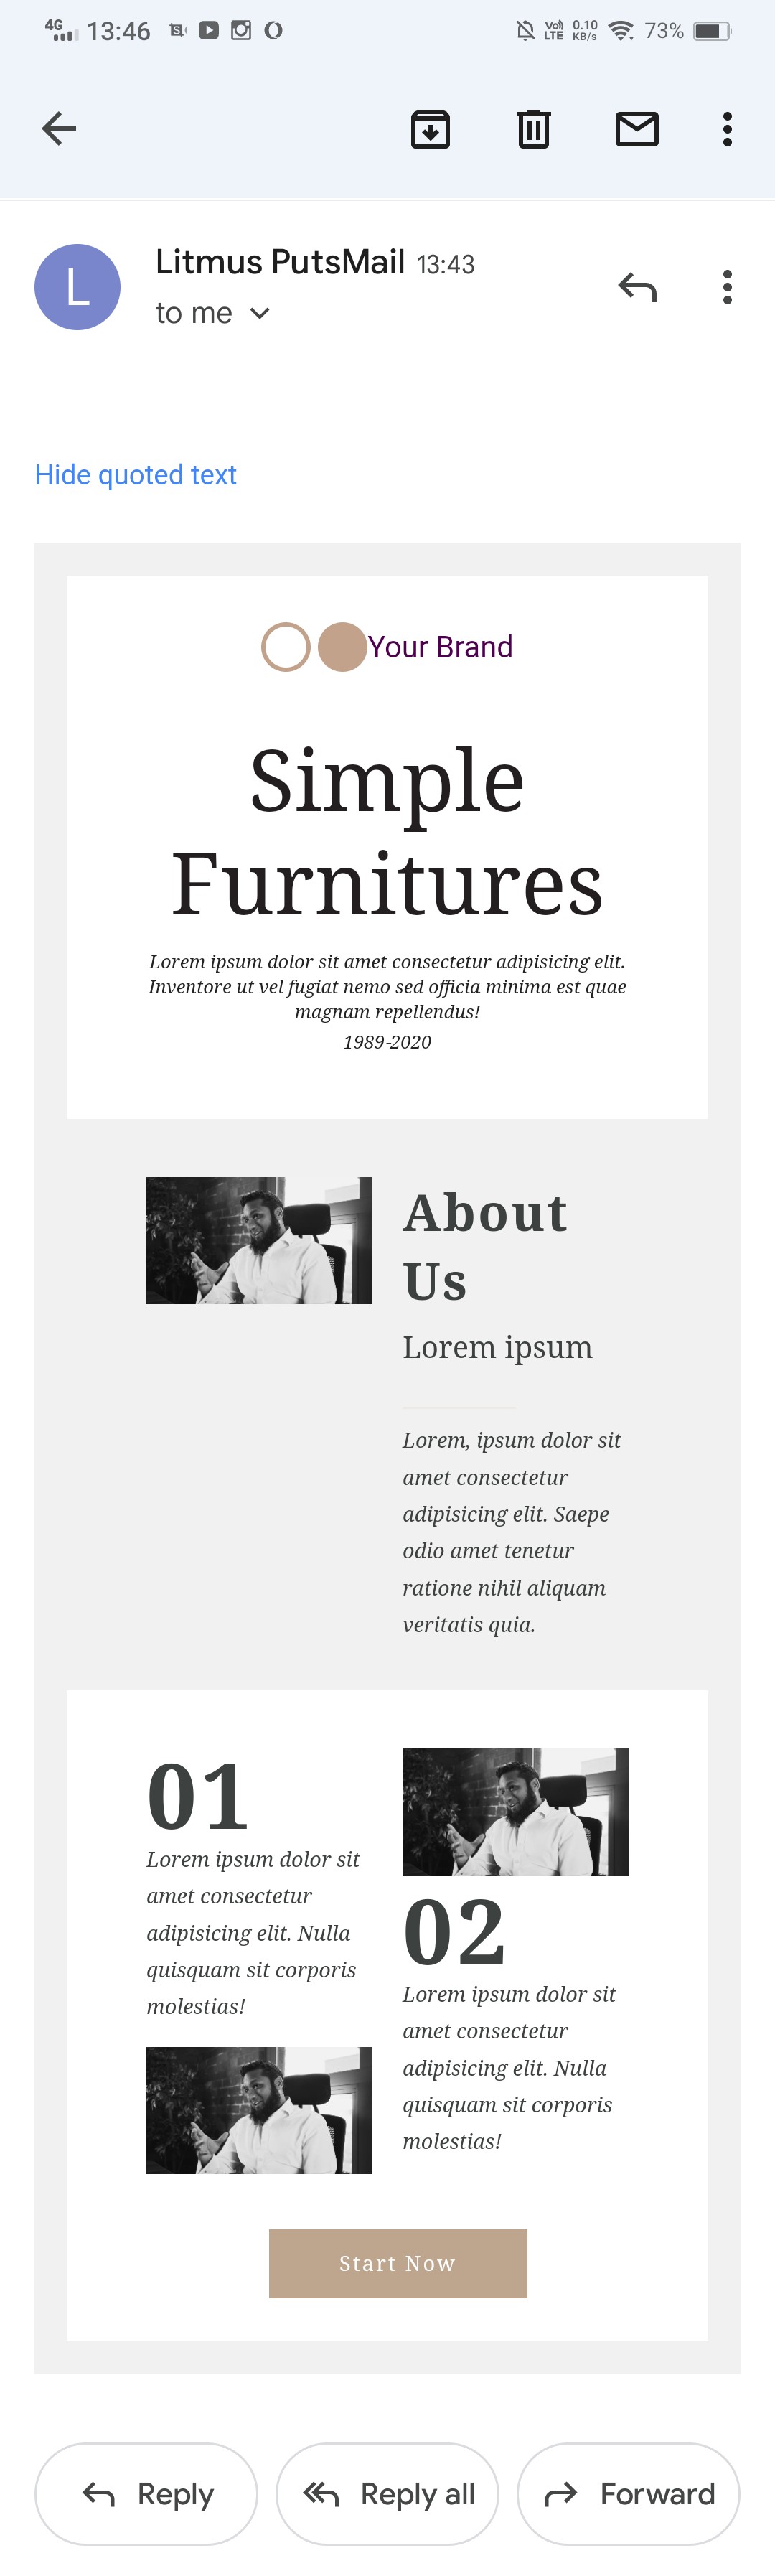 4G 13:46 Vo) LTE 0.10 KB/s 73%
L Litmus PutsMail 13:43
to me
Hide quoted text
Your Brand
Simple
Furnitures
Lorem ipsum dolor sit amet consectetur adipisicing elit.
Inventore ut vel fugiat nemo sed officia minima est quae
magnam repellendus!
1989-2020
About
Us
Lorem ipsum
Lorem, ipsum dolor sit
amet consectetur
adipisicing elit. Saepe
odio amet tenetur
ratione nihil aliquam
veritatis quia.
01
Lorem ipsum dolor sit
amet consectetur
adipisicing elit. Nulla
quisquam sit corporis
molestias!
02
Lorem ipsum dolor sit
amet consectetur
adipisicing elit. Nulla
quisquam sit corporis
molestias!
Start Now
Reply Reply all Forward